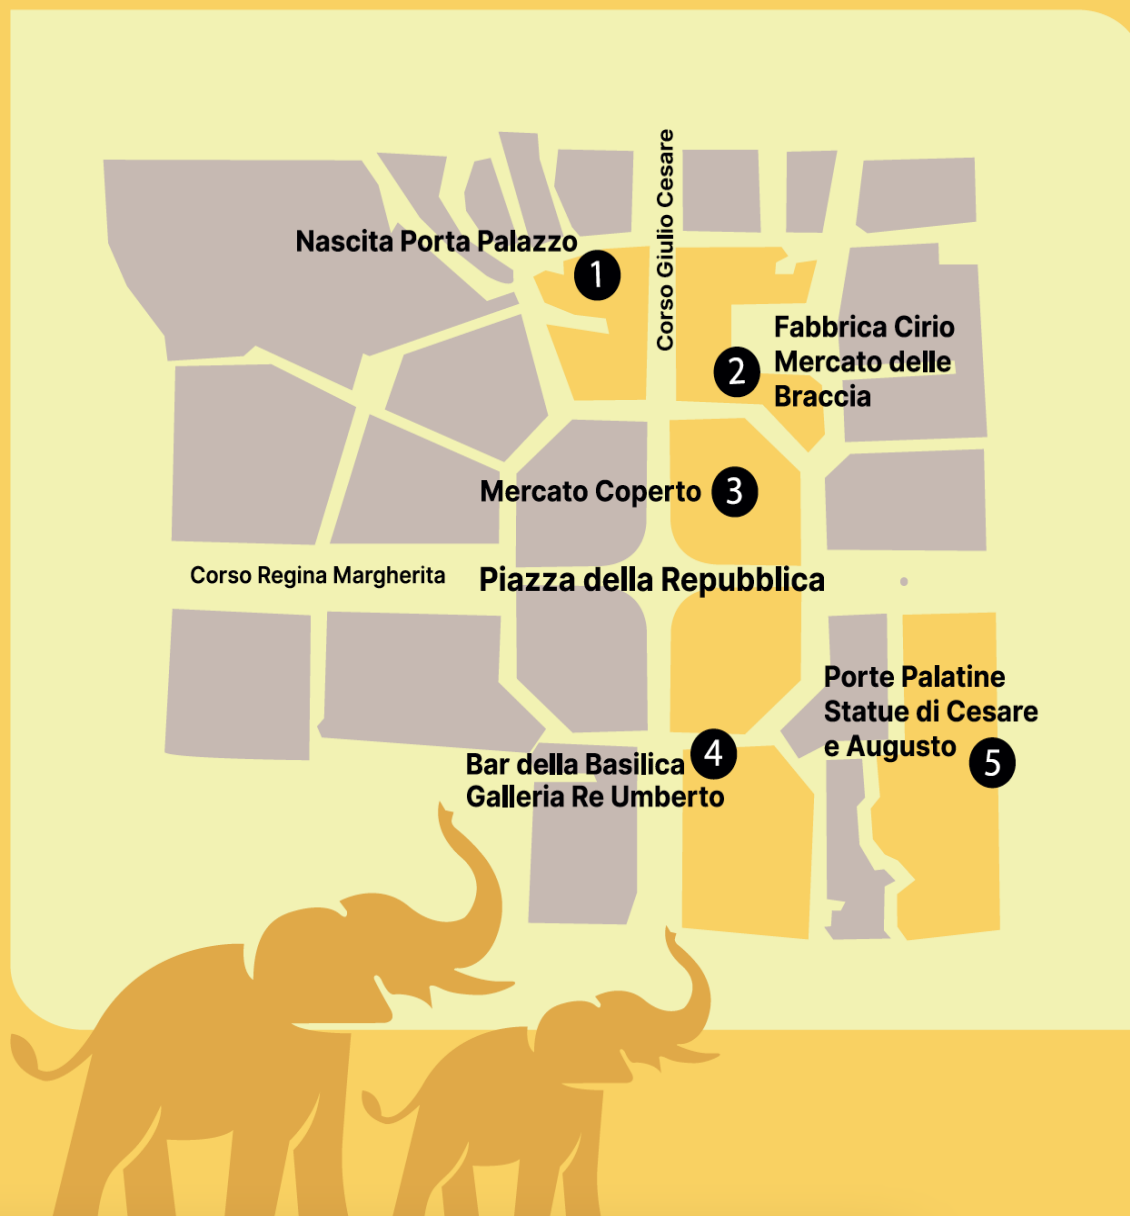 Corso Giulio Cesare
Nascita Porta Palazzo
1
Fabbrica Cirio
Mercato delle
Braccia
2
Mercato Coperto
3
Corso Regina Margherita
Piazza della Repubblica
Porte Palatine
Statue di Cesare
e Augusto
5
Bar della Basilica
Galleria Re Umberto
4